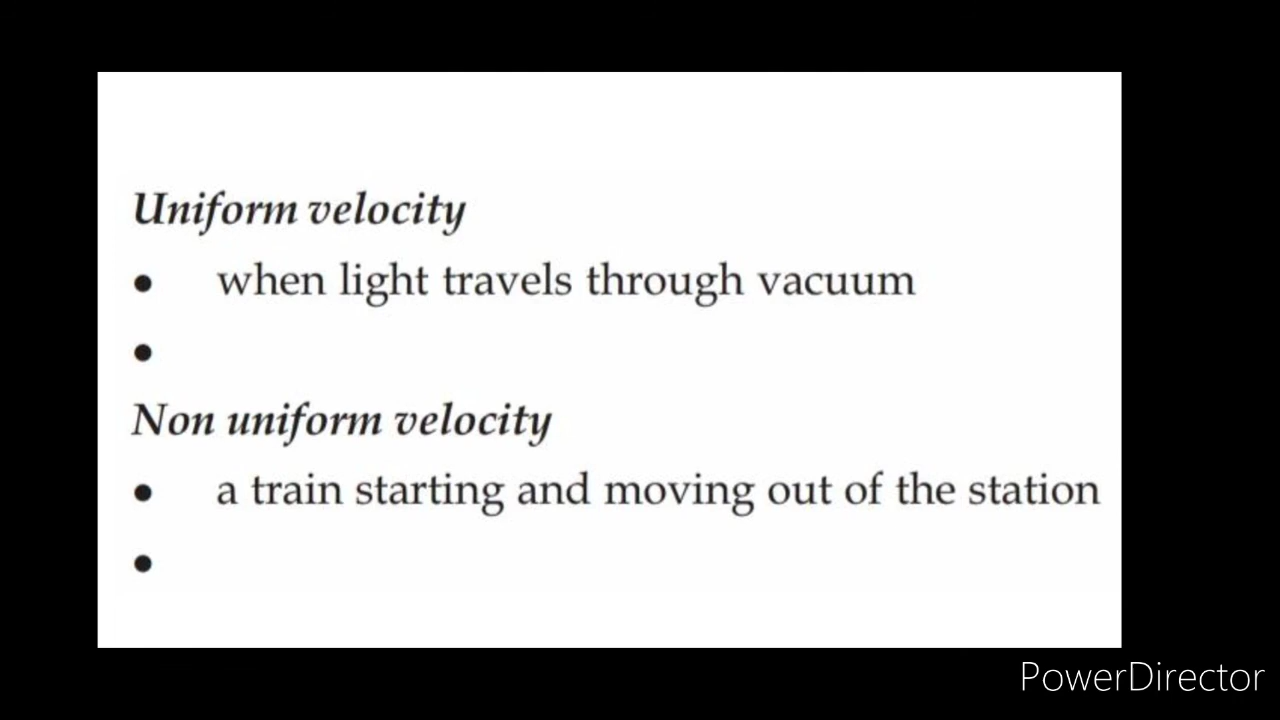 Uniform velocity
• when light travels through vacuum
•
Non uniform velocity
• a train starting and moving out of the station
•
PowerDirector